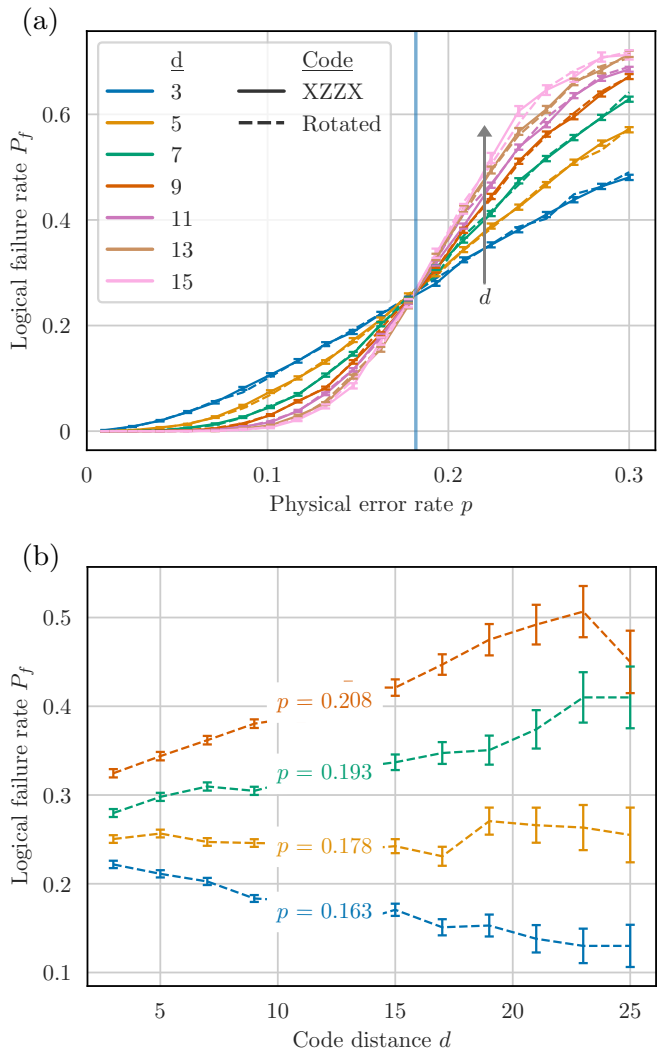 (a)
Logical failure rate P_f
0.6
0.4
0.2
0
d
3
5
7
9
11
13
15
Code
XZZX
Rotated
d
0
0.1
0.2
0.3
Physical error rate p
(b)
Logical failure rate P_f
0.5
0.4
0.3
0.2
0.1
p = 0.208
p = 0.193
p = 0.178
p = 0.163
5
10
15
20
25
Code distance d